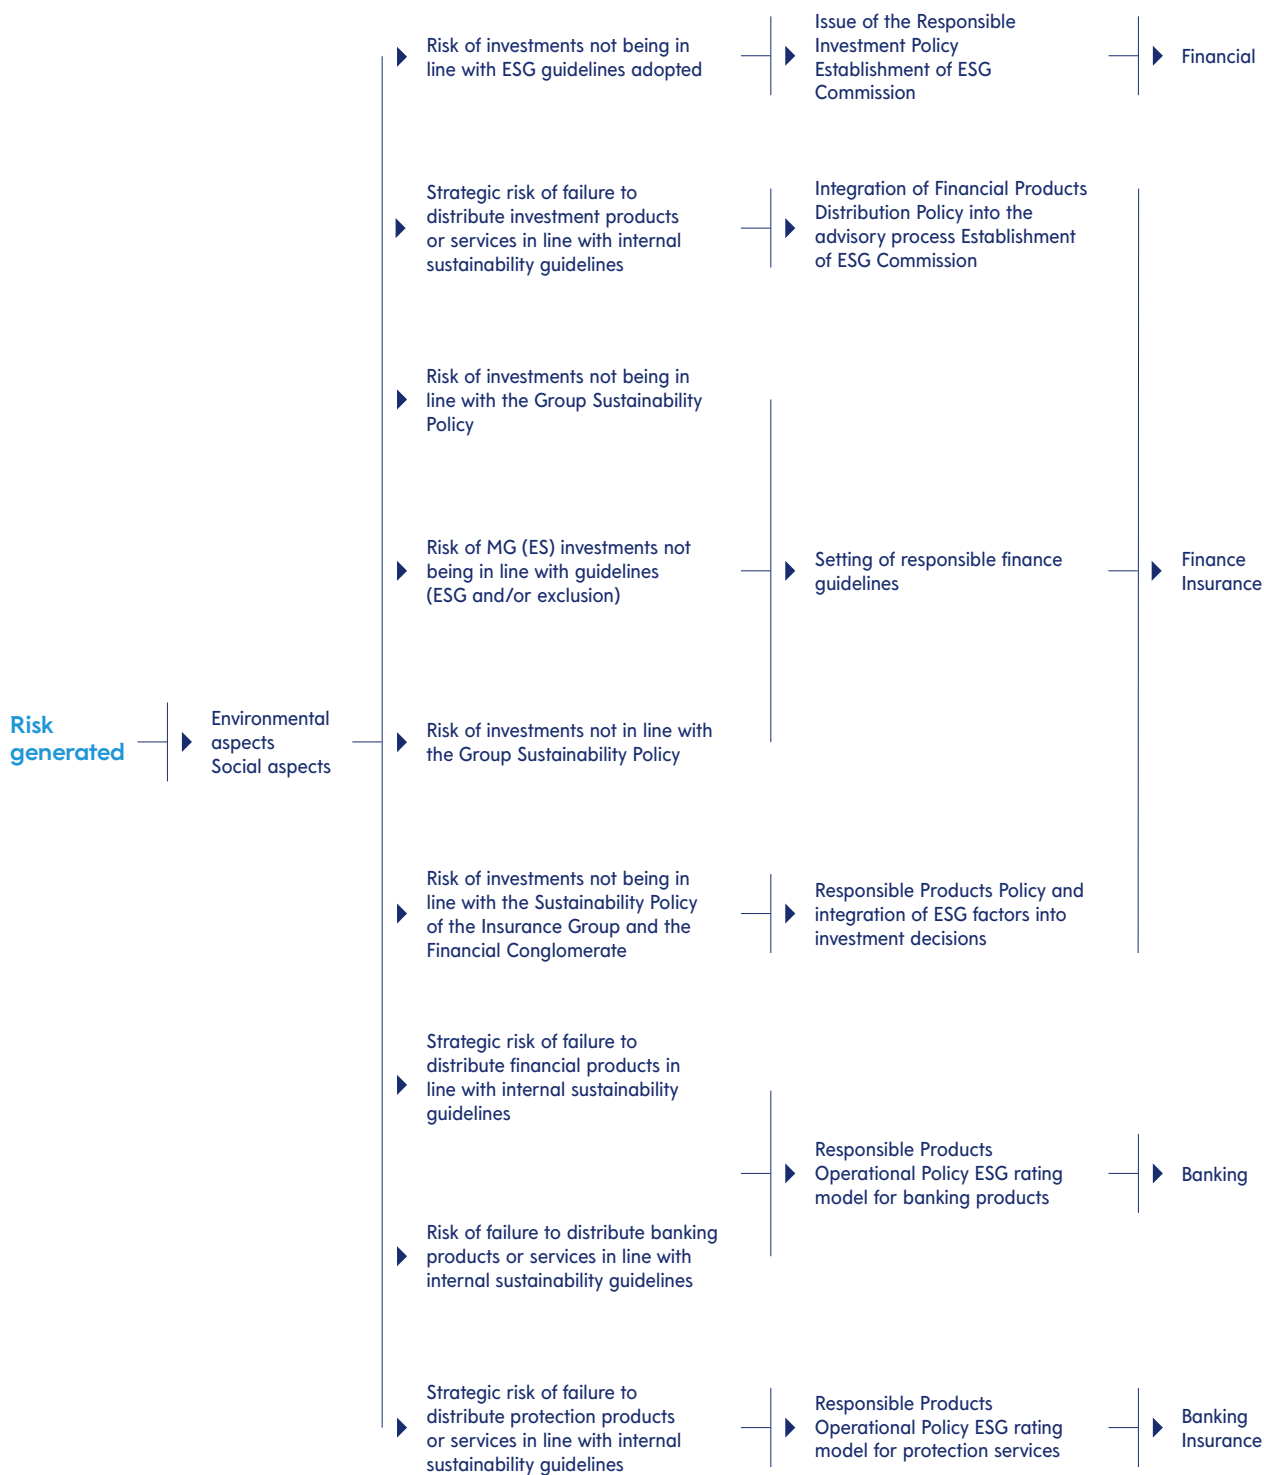 Risk
generated
Environmental
aspects
Social aspects
Risk of investments not being in
line with ESG guidelines adopted
Issue of the Responsible
Investment Policy
Establishment of ESG
Commission
Financial
Strategic risk of failure to
distribute investment products
or services in line with internal
sustainability guidelines
Integration of Financial Products
Distribution Policy into the
advisory process Establishment
of ESG Commission
Risk of investments not being in
line with the Group Sustainability
Policy
Risk of MG (ES) investments not
being in line with guidelines
(ESG and/or exclusion)
Setting of responsible finance
guidelines
Finance
Insurance
Risk of investments not in line with
the Group Sustainability Policy
Risk of investments not being in
line with the Sustainability Policy
of the Insurance Group and the
Financial Conglomerate
Responsible Products Policy and
integration of ESG factors into
investment decisions
Strategic risk of failure to
distribute financial products in
line with internal sustainability
guidelines
Responsible Products
Operational Policy ESG rating
model for banking products
Banking
Risk of failure to distribute banking
products or services in line with
internal sustainability guidelines
Strategic risk of failure to
distribute protection products
or services in line with internal
sustainability guidelines
Responsible Products
Operational Policy ESG rating
model for protection services
Banking
Insurance